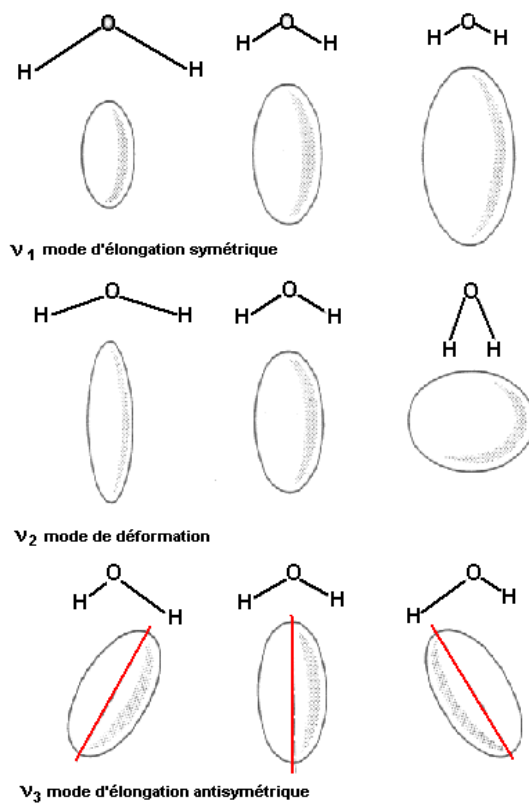 O O O
H H H H H H
ν1 mode d'élongation symétrique
O O O
H H H H H H
ν2 mode de déformation
O O O
H H H H H H
ν3 mode d'élongation antisymétrique